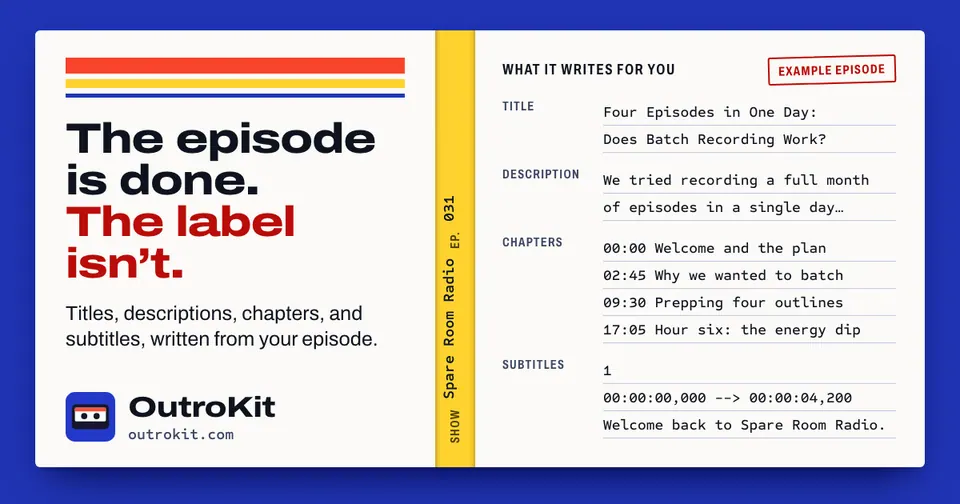 The episode
is done.
The label
isn’t.
Titles, descriptions, chapters, and
subtitles, written from your episode.
OutroKit
outrokit.com
SHOW Spare Room Radio EP. 031
WHAT IT WRITES FOR YOU
EXAMPLE EPISODE
TITLE
Four Episodes in One Day:
Does Batch Recording Work?
DESCRIPTION
We tried recording a full month
of episodes in a single day…
CHAPTERS
00:00 Welcome and the plan
02:45 Why we wanted to batch
09:30 Prepping four outlines
17:05 Hour six: the energy dip
SUBTITLES
1
00:00:00,000 --> 00:00:04,200
Welcome back to Spare Room Radio.